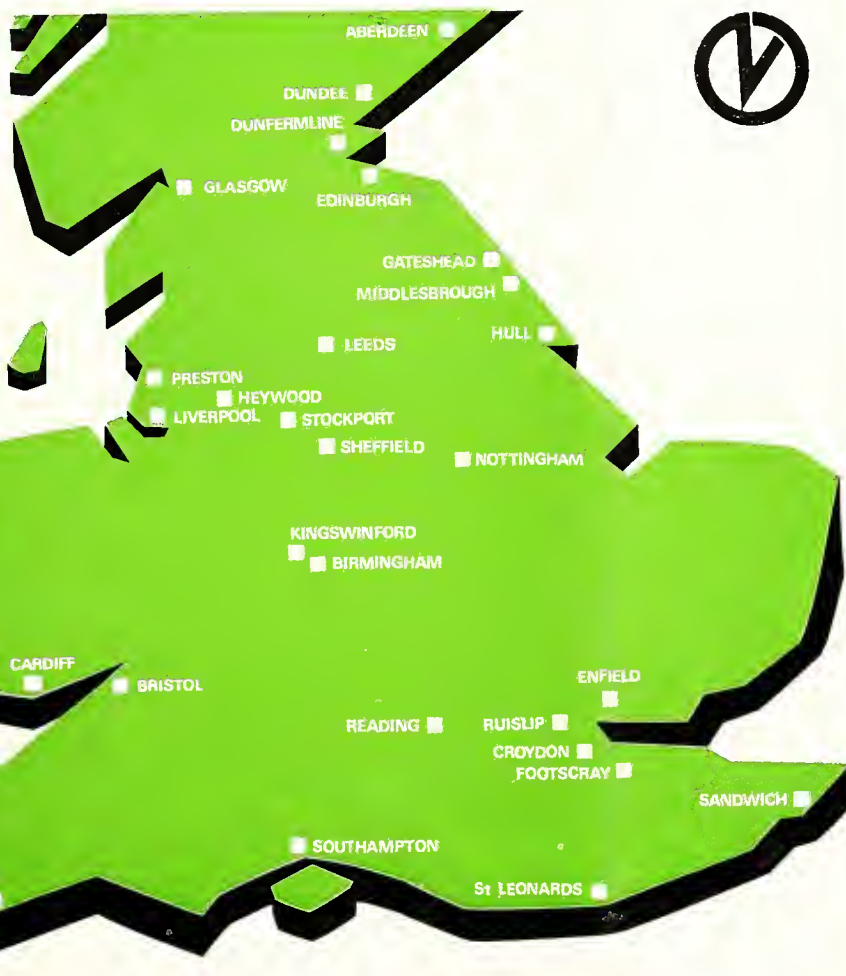 ABERDEEN
DUNDEE
DUNFERMLINE
GLASGOW
EDINBURGH
GATESHEAD
MIDDLESBROUGH
HULL
LEEDS
PRESTON
HEYWOOD
LIVERPOOL
STOCKPORT
SHEFFIELD
NOTTINGHAM
KINGSWINFORD
BIRMINGHAM
CARDIFF
BRISTOL
ENFIELD
READING
RUISLIP
CROYDON
FOOTSCRAY
SANDWICH
SOUTHAMPTON
St LEONARDS